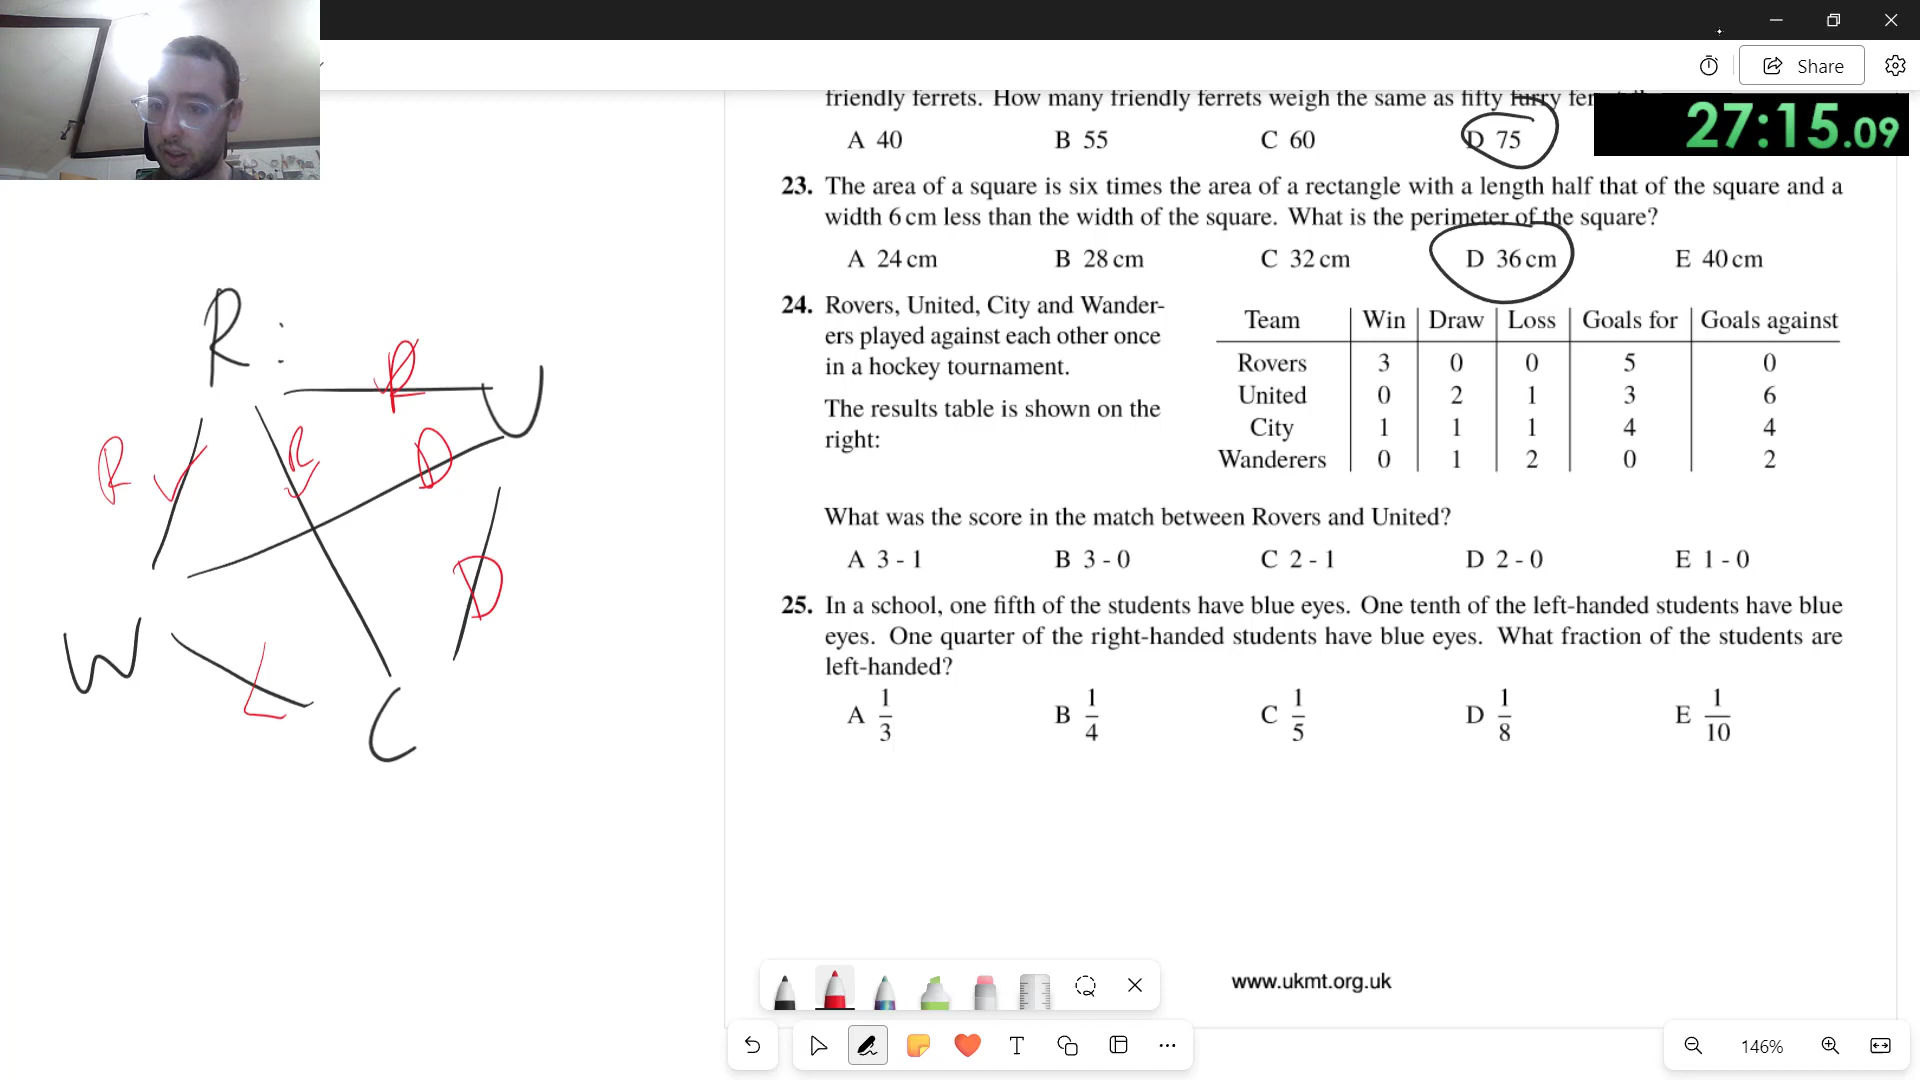 Share
friendly ferrets. How many friendly ferrets weigh the same as fifty furry
27:15.09
A 40 B 55 C 60 D 75
23. The area of a square is six times the area of a rectangle with a length half that of the square and a
width 6 cm less than the width of the square. What is the perimeter of the square?
A 24 cm B 28 cm C 32 cm D 36 cm E 40 cm
24. Rovers, United, City and Wander-
ers played against each other once
in a hockey tournament.
The results table is shown on the
right:
Team Win Draw Loss Goals for Goals against
Rovers 3 0 0 5 0
United 0 2 1 3 6
City 1 1 1 4 4
Wanderers 0 1 2 0 2
What was the score in the match between Rovers and United?
A 3 - 1 B 3 - 0 C 2 - 1 D 2 - 0 E 1 - 0
25. In a school, one fifth of the students have blue eyes. One tenth of the left-handed students have blue
eyes. One quarter of the right-handed students have blue eyes. What fraction of the students are
left-handed?
A 1/3 B 1/4 C 1/5 D 1/8 E 1/10
R :
R
U
R
R
D
D
W
L
C
www.ukmt.org.uk
T
146%